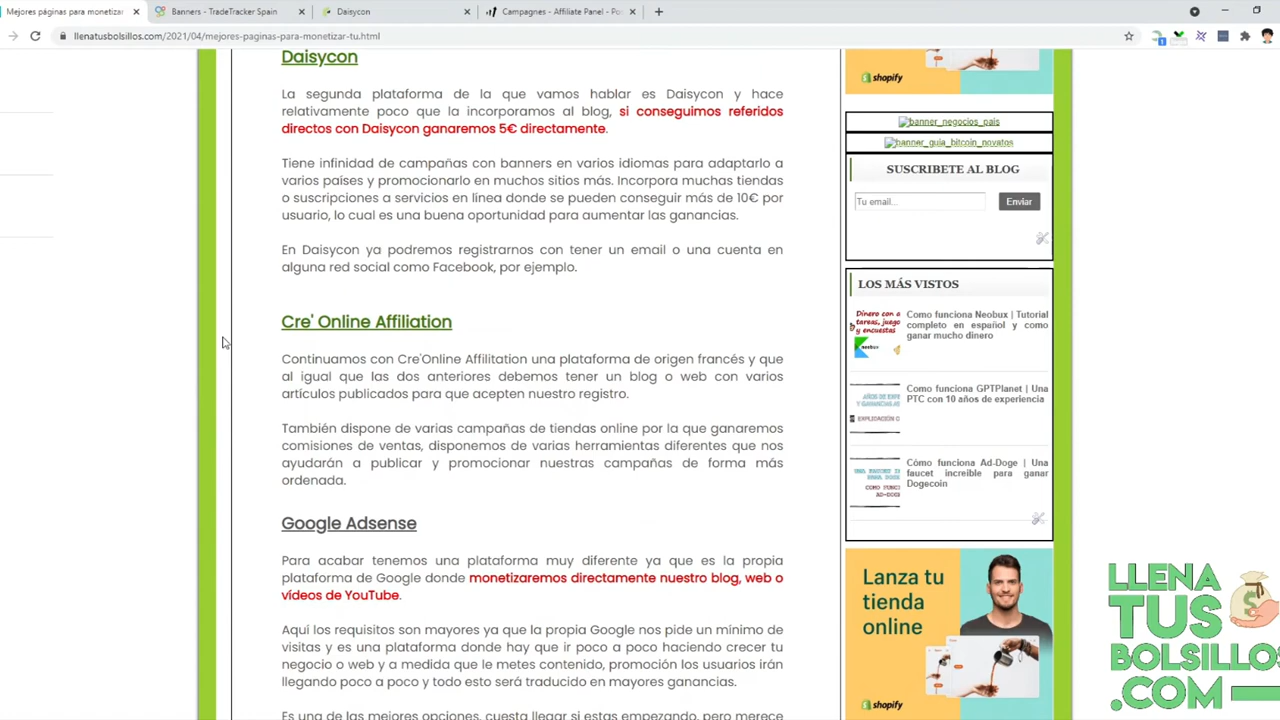 Mejores páginas para monetizar
Banners - TradeTracker Spain
Daisycon
Campagnes - Affiliate Panel - Po
llenatusbolsillos.com/2021/04/mejores-paginas-para-monetizar-tu.html
Daisycon
La segunda plataforma de la que vamos hablar es Daisycon y hace
relativamente poco que la incorporamos al blog, si conseguimos referidos
directos con Daisycon ganaremos 5€ directamente.
Tiene infinidad de campañas con banners en varios idiomas para adaptarlo a
varios países y promocionarlo en muchos sitios más. Incorpora muchas tiendas
o suscripciones a servicios en línea donde se pueden conseguir más de 10€ por
usuario, lo cual es una buena oportunidad para aumentar las ganancias.
En Daisycon ya podremos registrarnos con tener un email o una cuenta en
alguna red social como Facebook, por ejemplo.
Cre' Online Affiliation
Continuamos con Cre'Online Affilitation una plataforma de origen francés y que
al igual que las dos anteriores debemos tener un blog o web con varios
artículos publicados para que acepten nuestro registro.
También dispone de varias campañas de tiendas online por la que ganaremos
comisiones de ventas, disponemos de varias herramientas diferentes que nos
ayudarán a publicar y promocionar nuestras campañas de forma más
ordenada.
Google Adsense
Para acabar tenemos una plataforma muy diferente ya que es la propia
plataforma de Google donde monetizaremos directamente nuestro blog, web o
vídeos de YouTube.
Aquí los requisitos son mayores ya que la propia Google nos pide un mínimo de
visitas y es una plataforma donde hay que ir poco a poco haciendo crecer tu
negocio o web y a medida que le metes contenido, promoción los usuarios irán
llegando poco a poco y todo esto será traducido en mayores ganancias.
Es una de las mejores opciones, cuesta llegar si estas empezando, pero merece
shopify
banner_negocios_pais
banner_guia_bitcoin_novatos
SUSCRIBETE AL BLOG
Tu email...
Enviar
LOS MÁS VISTOS
Dinero con a
tareas, juego
y encuestas
neobux
Como funciona Neobux | Tutorial
completo en español y como
ganar mucho dinero
Como funciona GPTPlanet | Una
PTC con 10 años de experiencia
Cómo funciona Ad-Doge | Una
faucet increíble para ganar
Dogecoin
Lanza tu
tienda
online
shopify
LLENA
TUS
BOLSILLOS
.COM